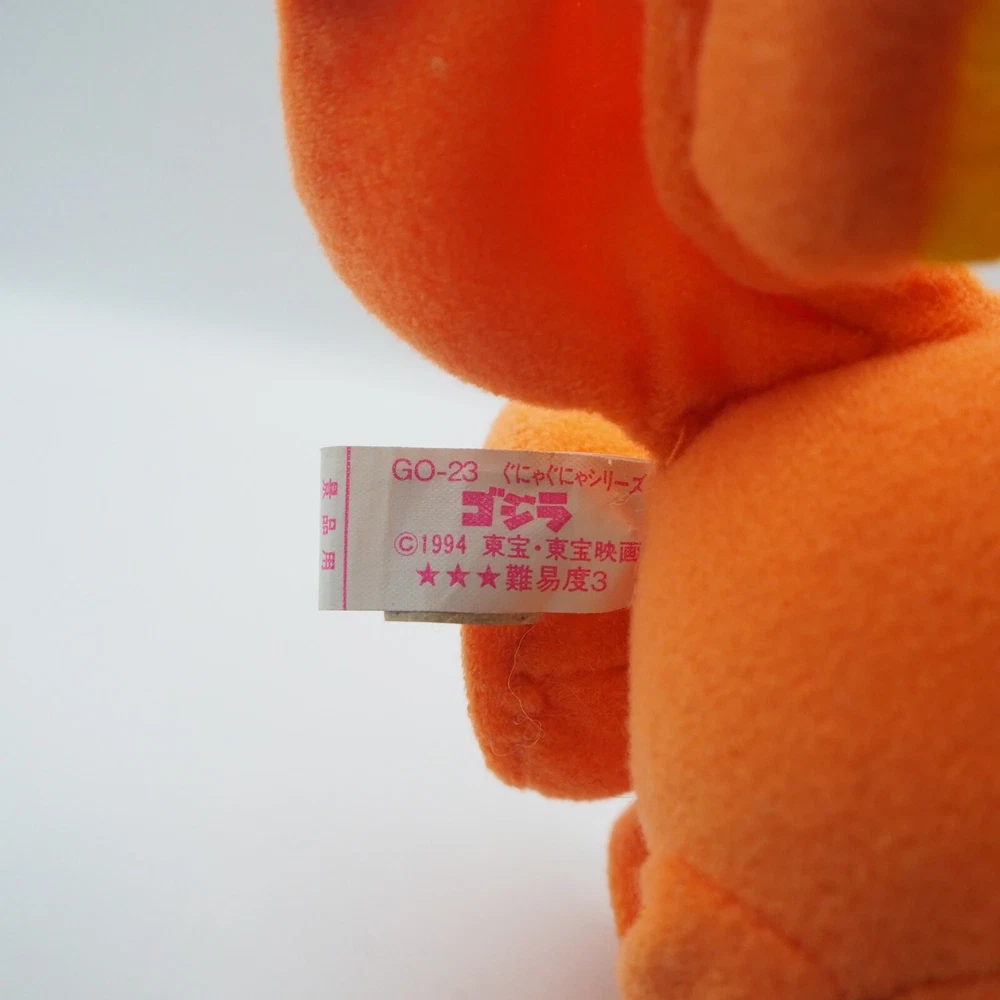 景品用
GO-23 ぐにゃぐにゃシリーズ
ゴジラ
©1994 東宝・東宝映画
★★★難易度3